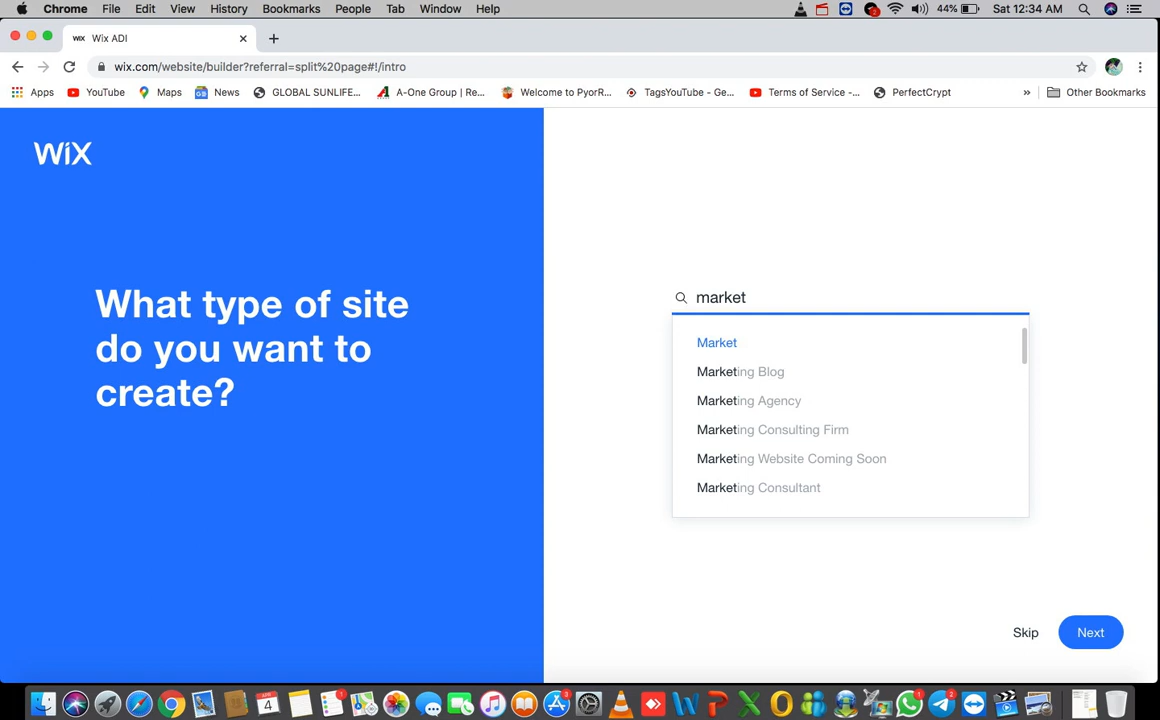 Chrome File Edit View History Bookmarks People Tab Window Help 44% Sat 12:34 AM
WiX Wix ADI
wix.com/website/builder?referral=split%20page#!/intro
Apps YouTube Maps News GLOBAL SUNLIFE... A-One Group | Re... Welcome to PyorR... TagsYouTube - Ge... Terms of Service -... PerfectCrypt » Other Bookmarks
WiX
What type of site
do you want to
create?
market
Market
Marketing Blog
Marketing Agency
Marketing Consulting Firm
Marketing Website Coming Soon
Marketing Consultant
Skip Next